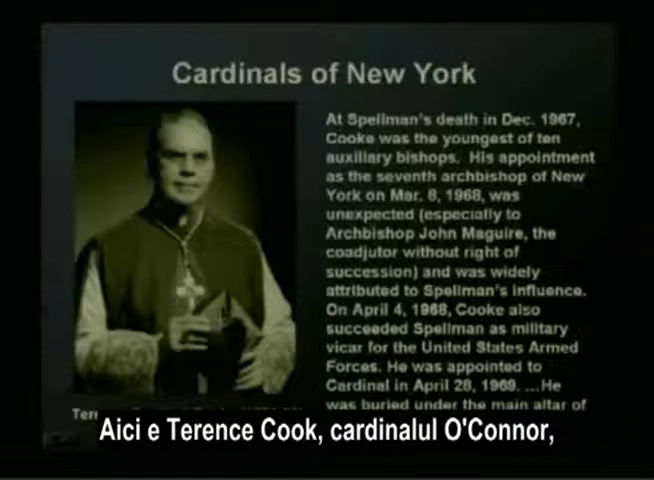 Cardinals of New York
At Spellman's death in Dec. 1967,
Cooke was the youngest of ten
auxiliary bishops. His appointment
as the seventh archbishop of New
York on Mar. 8, 1968, was
unexpected (especially to
Archbishop John Maguire, the
coadjutor without right of
succession) and was widely
attributed to Spellman's influence.
On April 4, 1968, Cooke also
succeeded Spellman as military
vicar for the United States Armed
Forces. He was appointed to
Cardinal in April 28, 1969. ...He
was buried under the main altar of
Aici e Terence Cook, cardinalul O'Connor,